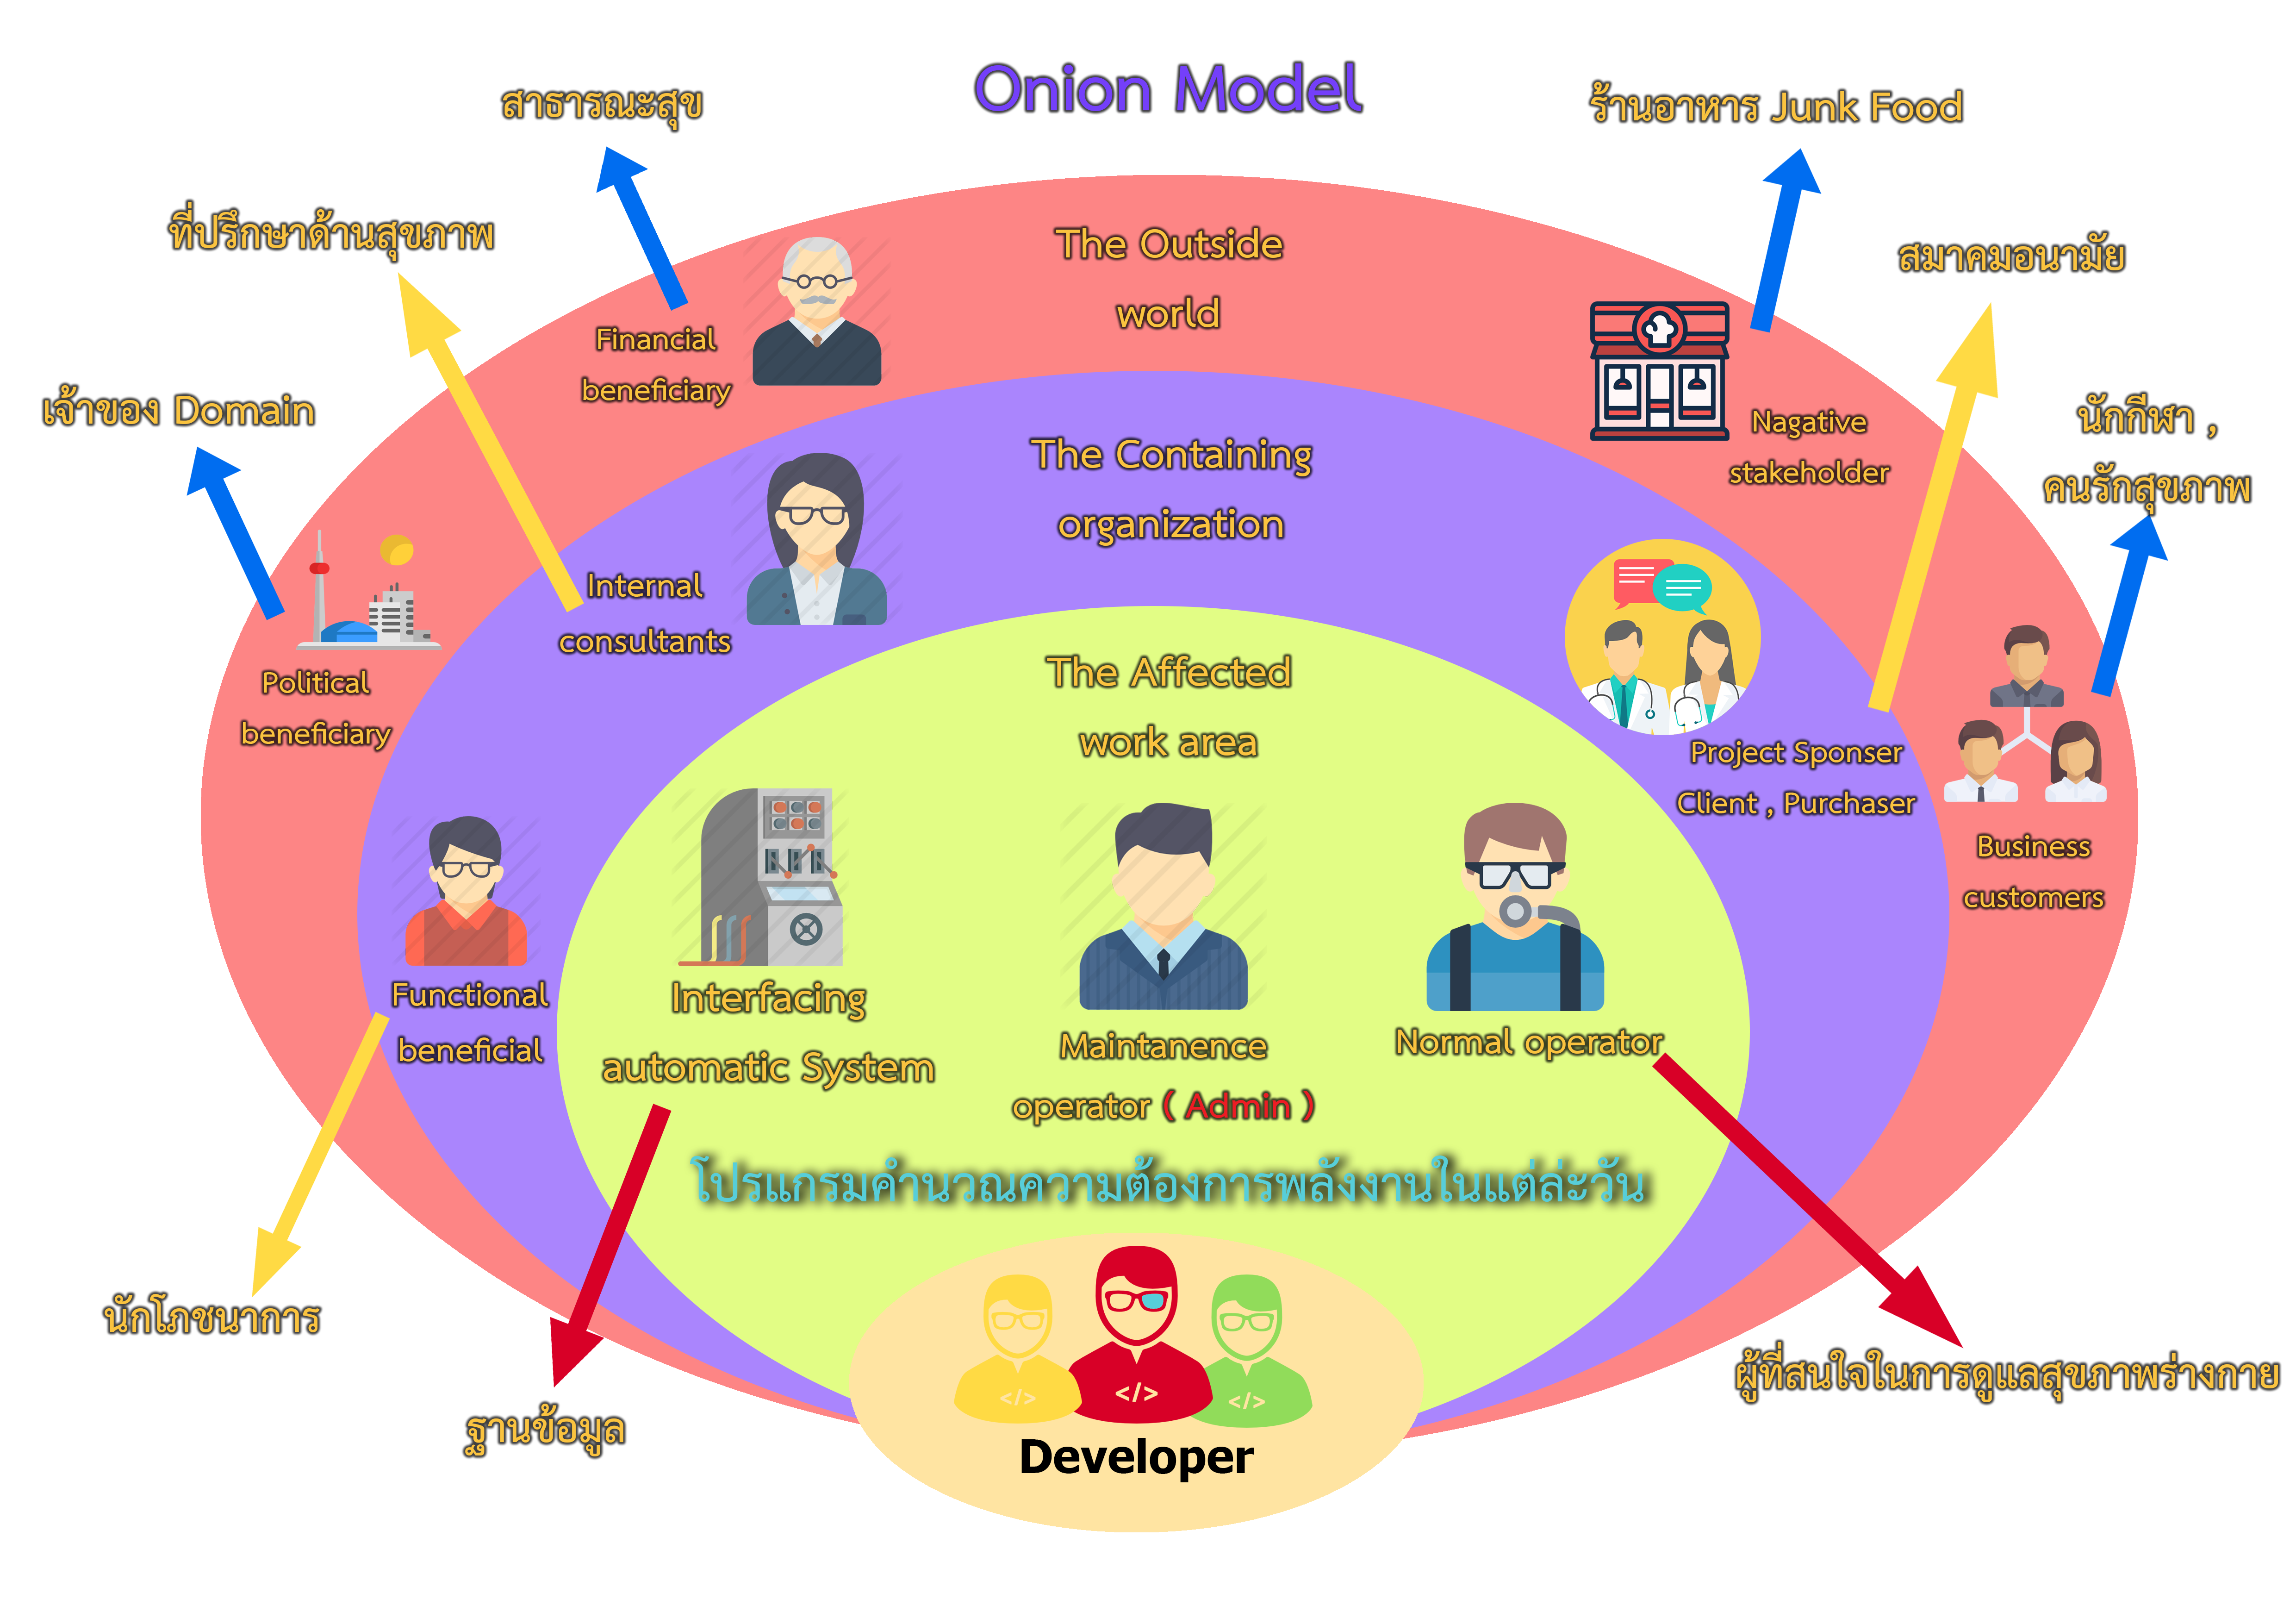 Onion Model
สาธารณะสุข
ร้านอาหาร Junk Food
ที่ปรึกษาด้านสุขภาพ
สมาคมอนามัย
เจ้าของ Domain
นักกีฬา ,
คนรักสุขภาพ
The Outside
world
Financial
beneficiary
Nagative
stakeholder
The Containing
organization
Internal
consultants
Political
beneficiary
Project Sponser
Client , Purchaser
Business
customers
The Affected
work area
Functional
beneficial
Interfacing
automatic System
Maintanence
operator ( Admin )
Normal operator
โปรแกรมคำนวณความต้องการพลังงานในแต่ล่ะวัน
นักโภชนาการ
ฐานข้อมูล
ผู้ที่สนใจในการดูแลสุขภาพร่างกาย
</> </> </>
Developer